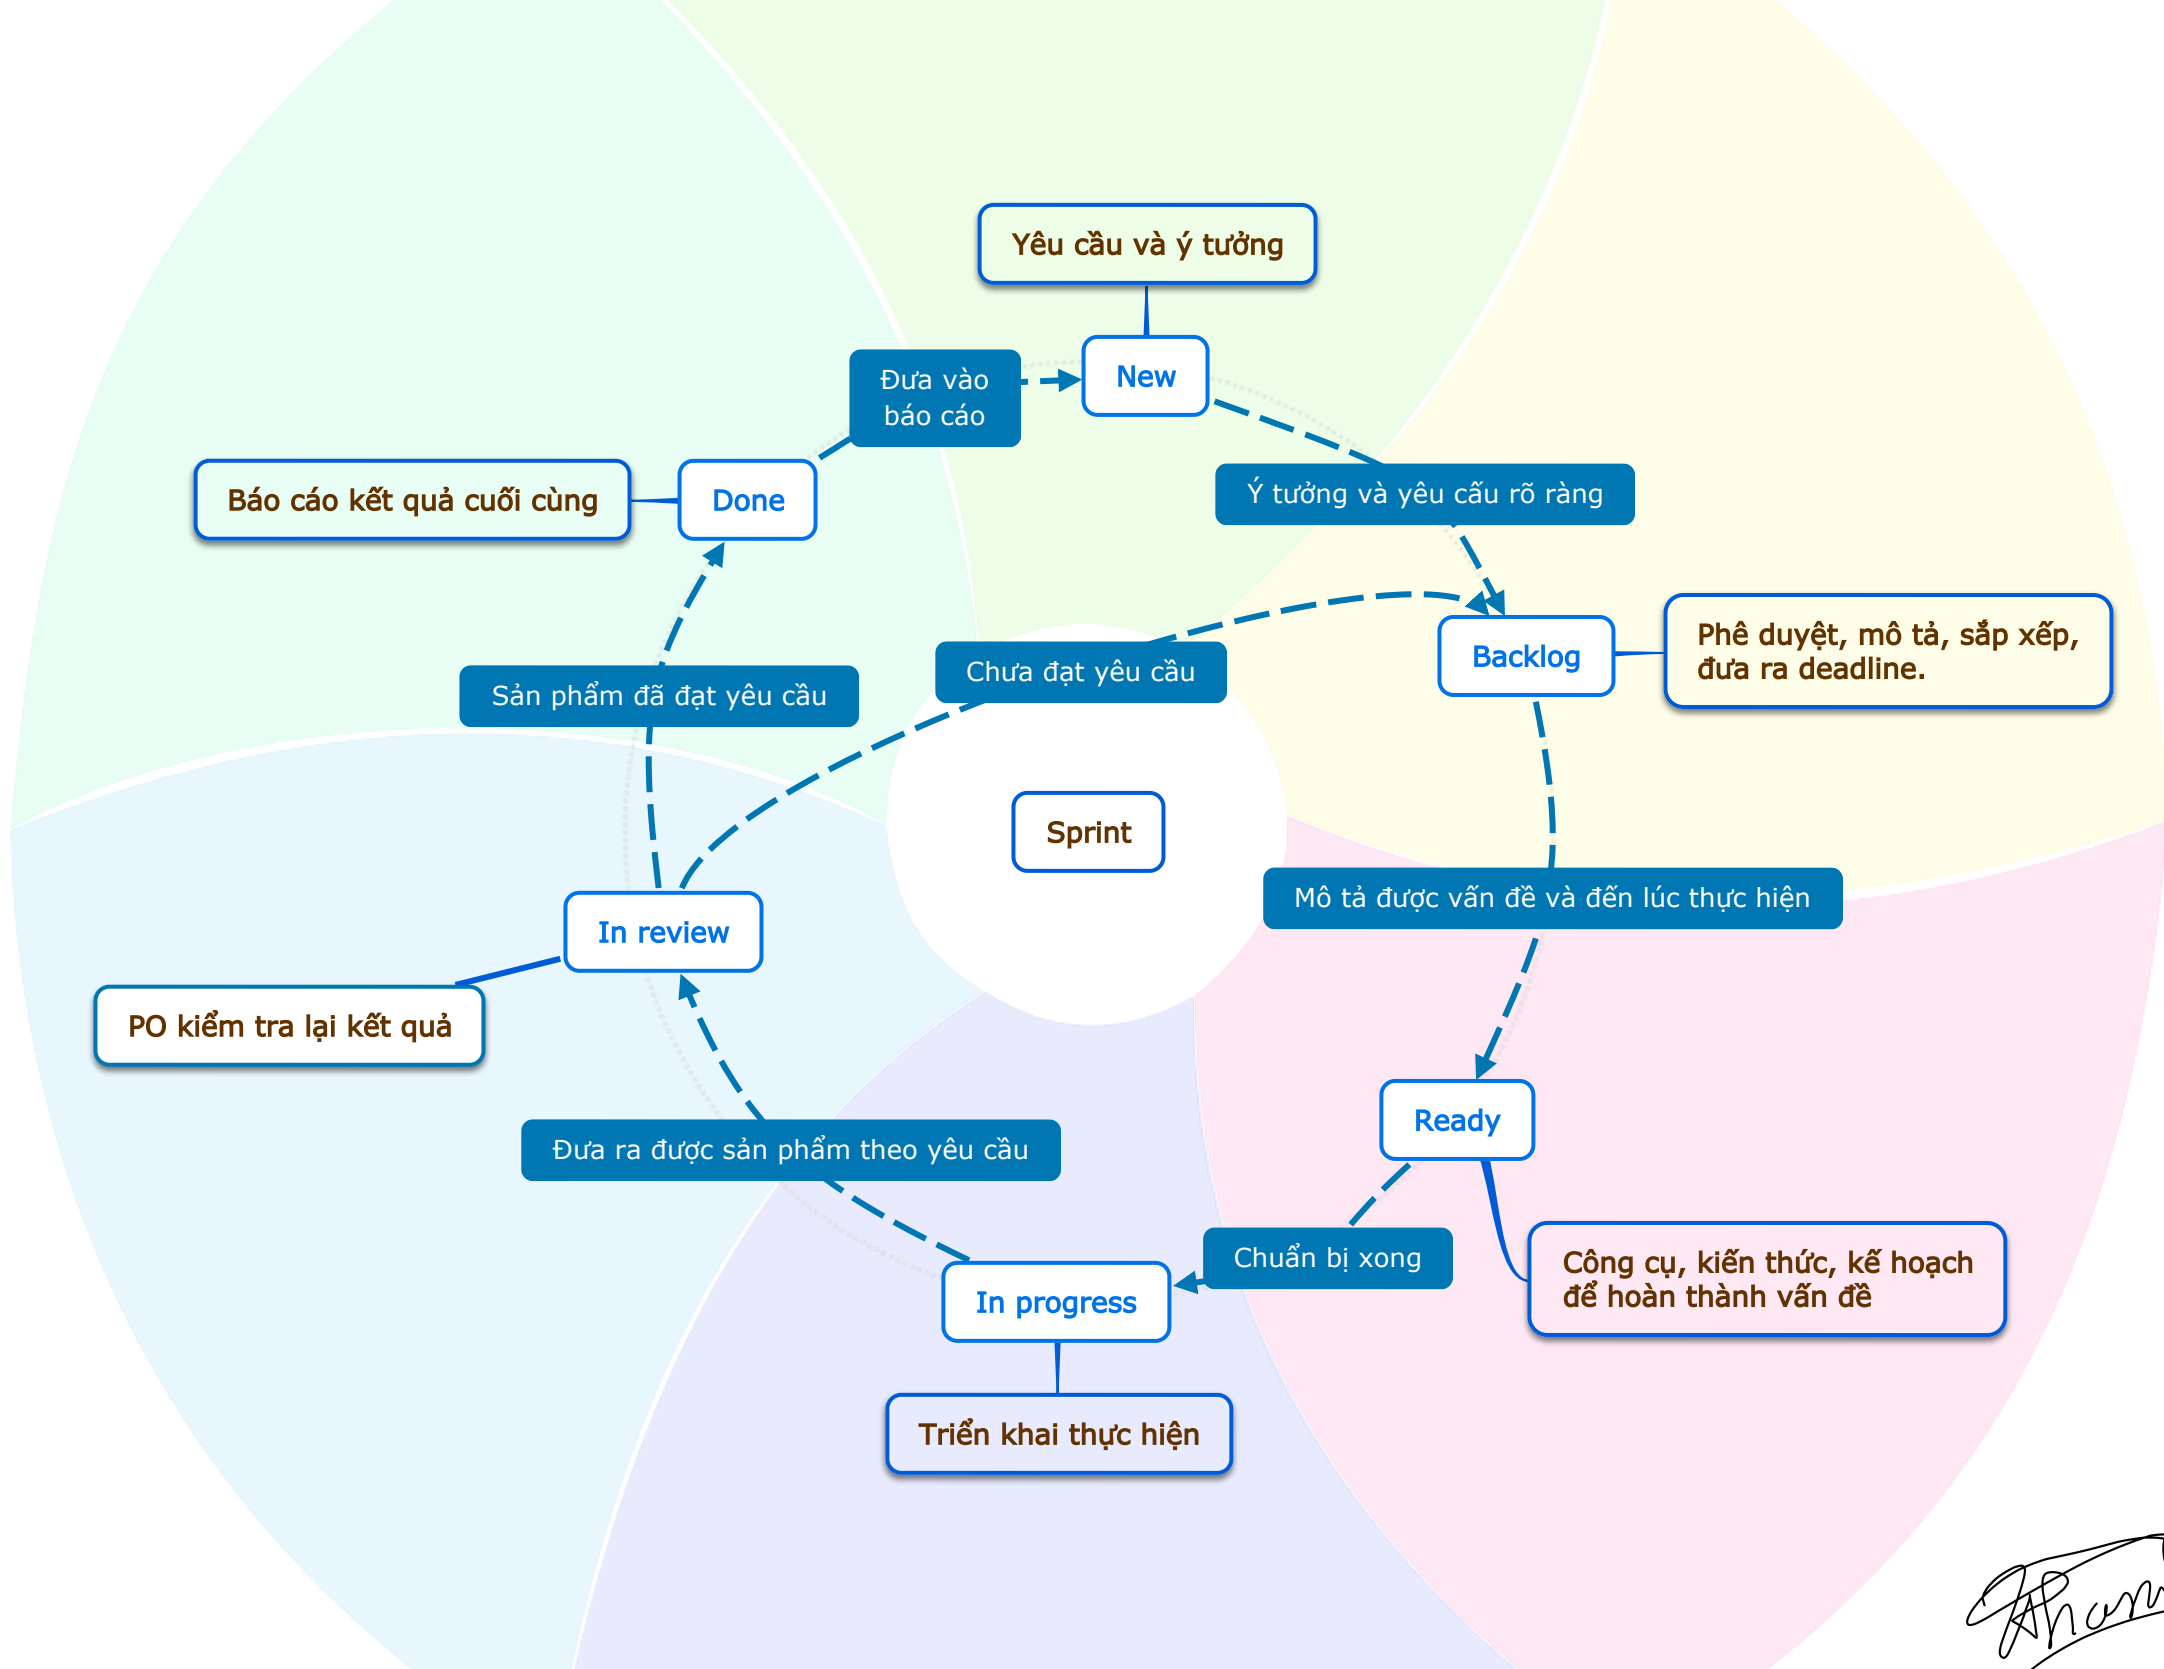 Yêu cầu và ý tưởng
New
Đưa vào
báo cáo
Ý tưởng và yêu cấu rõ ràng
Báo cáo kết quả cuối cùng
Done
Backlog
Phê duyệt, mô tả, sắp xếp,
đưa ra deadline.
Chưa đạt yêu cầu
Sản phẩm đã đạt yêu cầu
Sprint
Mô tả được vấn đề và đến lúc thực hiện
In review
PO kiểm tra lại kết quả
Ready
Đưa ra được sản phẩm theo yêu cầu
Chuẩn bị xong
Công cụ, kiến thức, kế hoạch
để hoàn thành vấn đề
In progress
Triển khai thực hiện